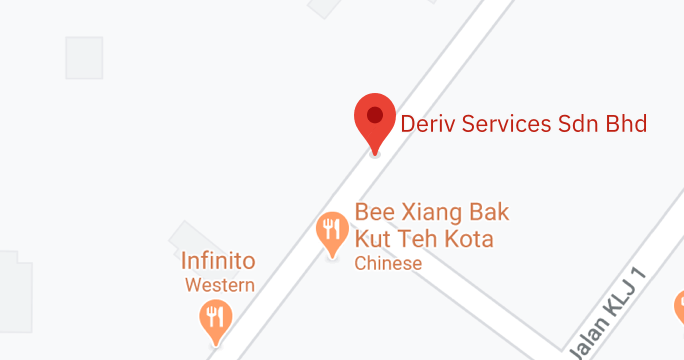 Deriv Services Sdn Bhd
Bee Xiang Bak
Kut Teh Kota
Chinese
Infinito
Western
Jalan KLJ 1